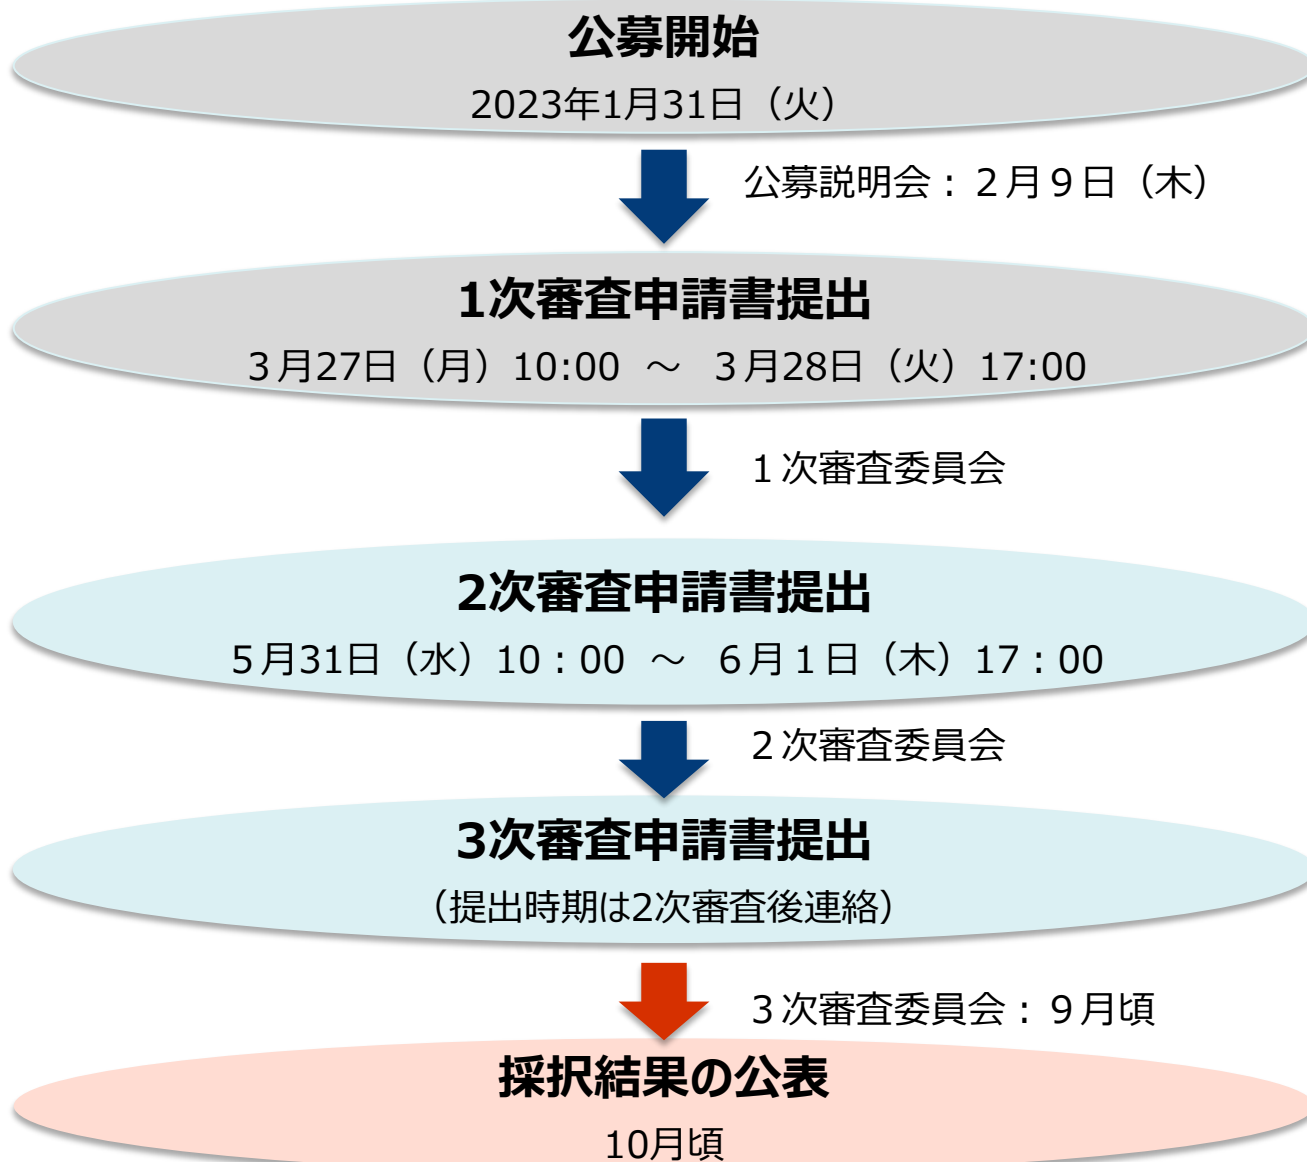 公募開始
2023年1月31日（火）
公募説明会：２月９日（木）
1次審査申請書提出
３月27日（月）10:00 ～ ３月28日（火）17:00
１次審査委員会
2次審査申請書提出
５月31日（水）10：00 ～ ６月１日（木）17：00
２次審査委員会
3次審査申請書提出
（提出時期は2次審査後連絡）
３次審査委員会：９月頃
採択結果の公表
10月頃